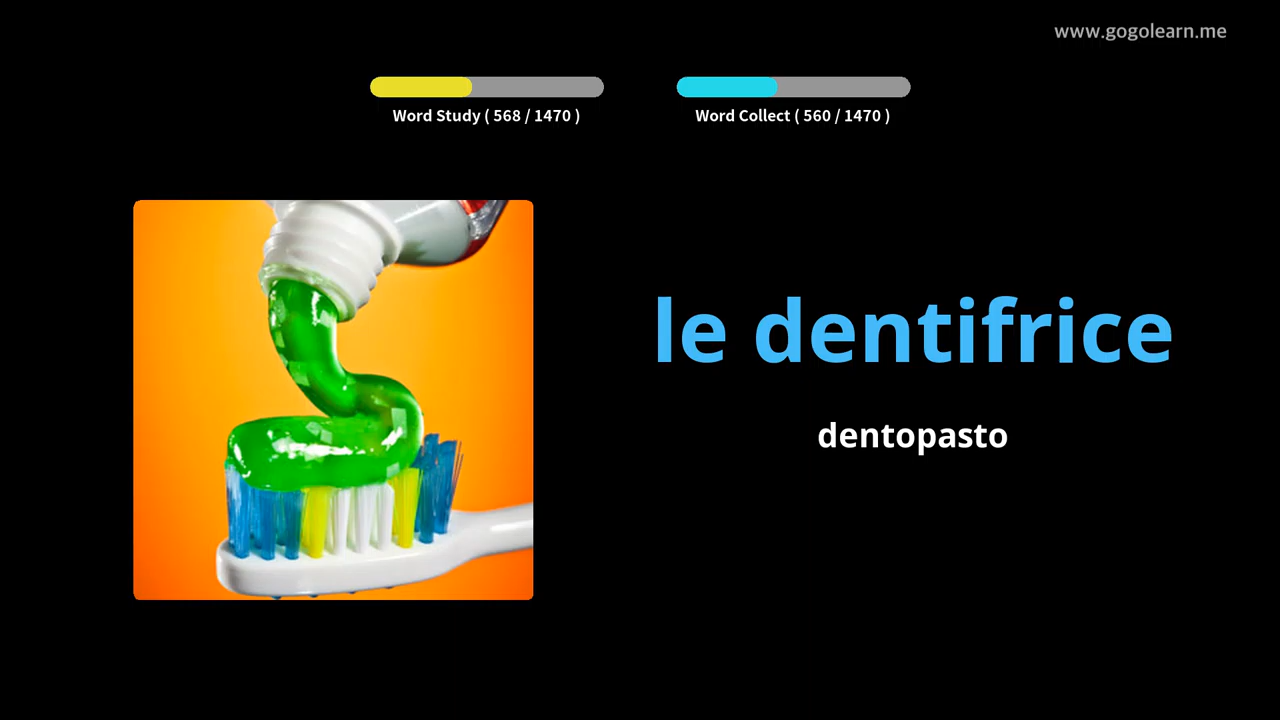 www.gogolearn.me
Word Study ( 568 / 1470 )
Word Collect ( 560 / 1470 )
le dentifrice
dentopasto